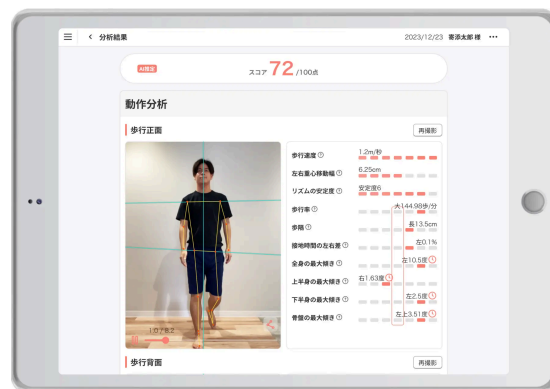 分析結果
2023/12/23 寄添太郎 様
AI推定
スコア 72 /100点
動作分析
歩行正面
再撮影
歩行速度 1.2m/秒
左右重心移動幅 6.25cm
リズムの安定度 安定度6
歩行率 大144.98歩/分
歩隔 長13.5cm
接地時間の左右差 左0.1%
全身の最大傾き 左10.5度
上半身の最大傾き 右1.63度
下半身の最大傾き 左2.5度
骨盤の最大傾き 左上3.51度
1.0 / 8.2
歩行背面
再撮影